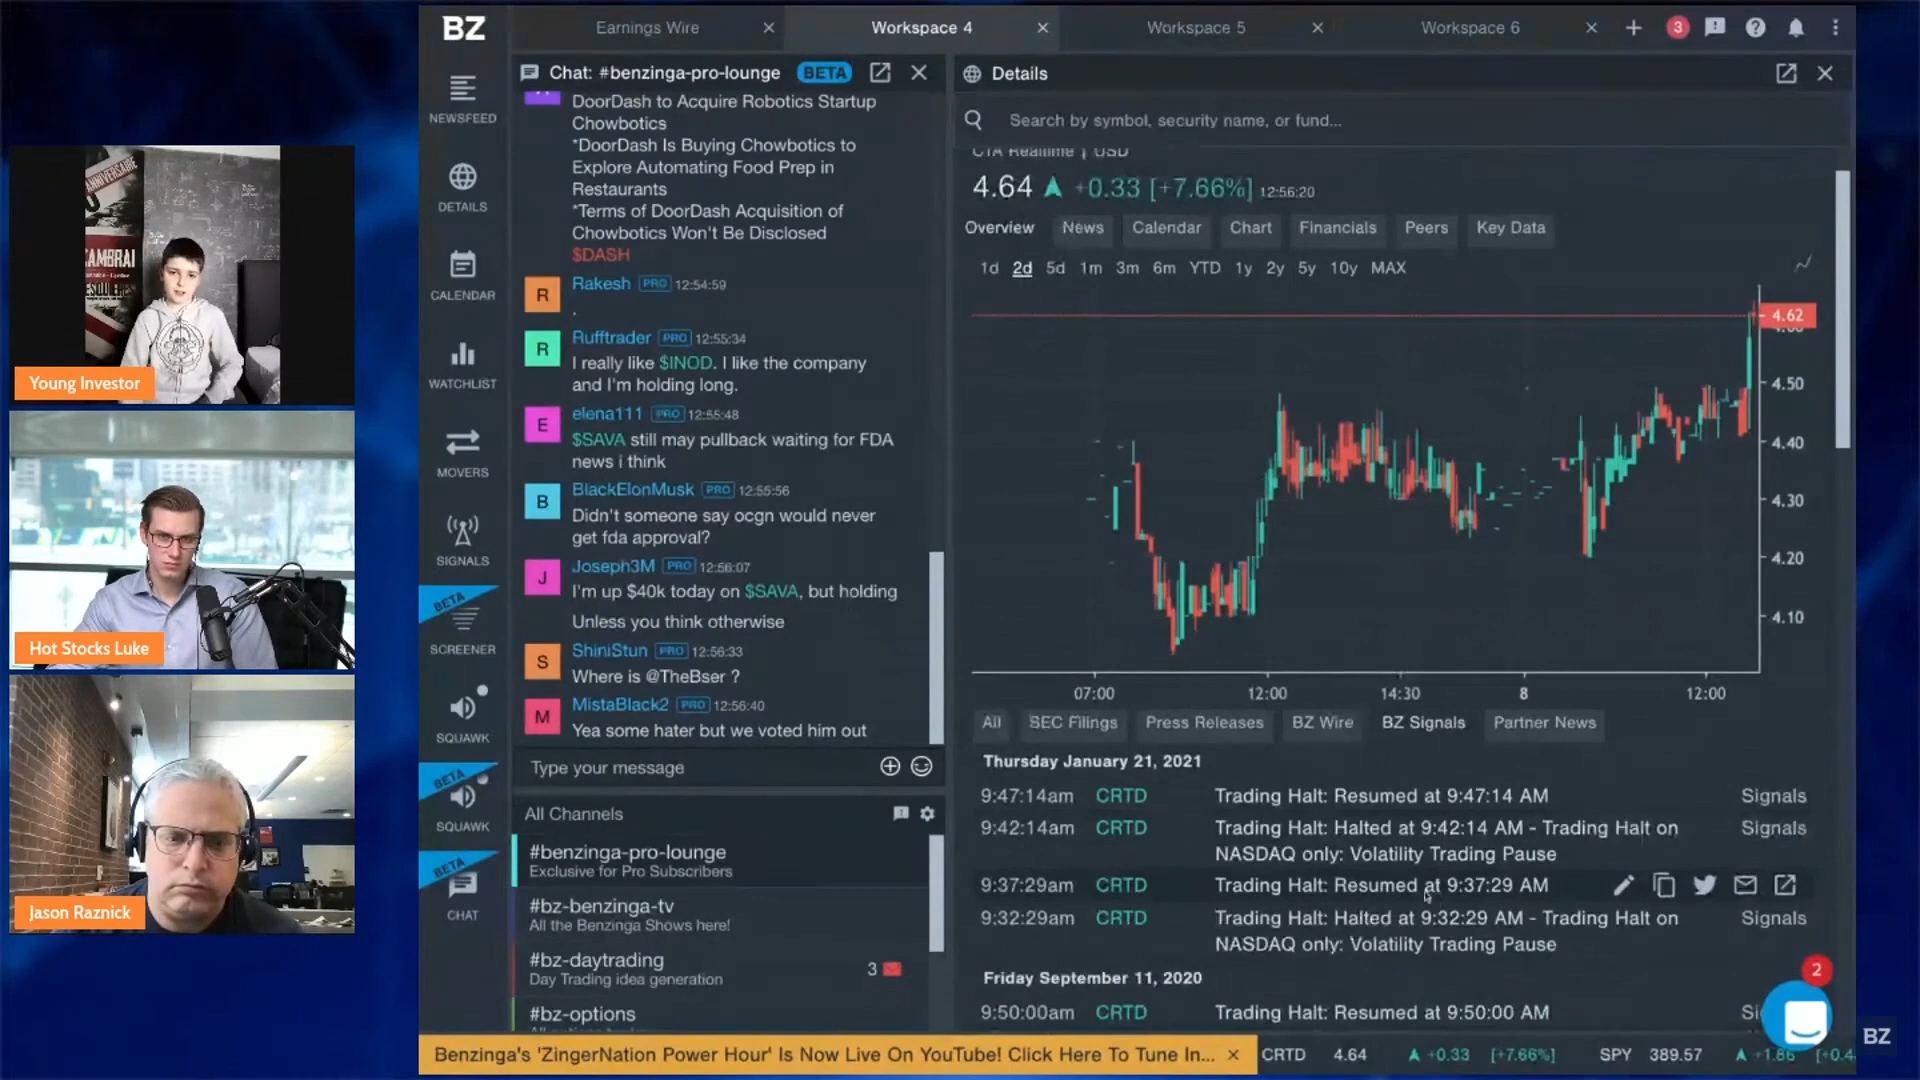 ANNIVERSAIRE
CAMBRAI
Young Investor
Hot Stocks Luke
Jason Raznick
BZ
Earnings Wire
Workspace 4
Workspace 5
Workspace 6
3
NEWSFEED
DETAILS
CALENDAR
WATCHLIST
MOVERS
SIGNALS
BETA
SCREENER
SQUAWK
BETA
SQUAWK
BETA
CHAT
Chat: #benzinga-pro-lounge BETA
DoorDash to Acquire Robotics Startup
Chowbotics
*DoorDash Is Buying Chowbotics to
Explore Automating Food Prep in
Restaurants
*Terms of DoorDash Acquisition of
Chowbotics Won't Be Disclosed
$DASH
R
Rakesh PRO 12:54:59
.
R
Rufftrader PRO 12:55:34
I really like $INOD. I like the company
and I'm holding long.
E
elena111 PRO 12:55:48
$SAVA still may pullback waiting for FDA
news i think
B
BlackElonMusk PRO 12:55:56
Didn't someone say ocgn would never
get fda approval?
J
Joseph3M PRO 12:56:07
I'm up $40k today on $SAVA, but holding
Unless you think otherwise
S
ShiniStun PRO 12:56:33
Where is @TheBser ?
M
MistaBlack2 PRO 12:56:40
Yea some hater but we voted him out
Type your message
All Channels
#benzinga-pro-lounge
Exclusive for Pro Subscribers
#bz-benzinga-tv
All the Benzinga Shows here!
#bz-daytrading
Day Trading idea generation
3
#bz-options
Details
Search by symbol, security name, or fund...
CTA Realtime | USD
4.64 +0.33 [+7.66%] 12:56:20
Overview News Calendar Chart Financials Peers Key Data
1d 2d 5d 1m 3m 6m YTD 1y 2y 5y 10y MAX
4.62
4.60
4.50
4.40
4.30
4.20
4.10
07:00 12:00 14:30 8 12:00
All SEC Filings Press Releases BZ Wire BZ Signals Partner News
Thursday January 21, 2021
9:47:14am CRTD Trading Halt: Resumed at 9:47:14 AM Signals
9:42:14am CRTD Trading Halt: Halted at 9:42:14 AM - Trading Halt on Signals
NASDAQ only: Volatility Trading Pause
9:37:29am CRTD Trading Halt: Resumed at 9:37:29 AM
9:32:29am CRTD Trading Halt: Halted at 9:32:29 AM - Trading Halt on Signals
NASDAQ only: Volatility Trading Pause
Friday September 11, 2020
9:50:00am CRTD Trading Halt: Resumed at 9:50:00 AM
2
Benzinga's 'ZingerNation Power Hour' Is Now Live On YouTube! Click Here To Tune In...
CRTD 4.64 +0.33 [+7.66%] SPY 389.57 +1.86 [+0.4
BZ